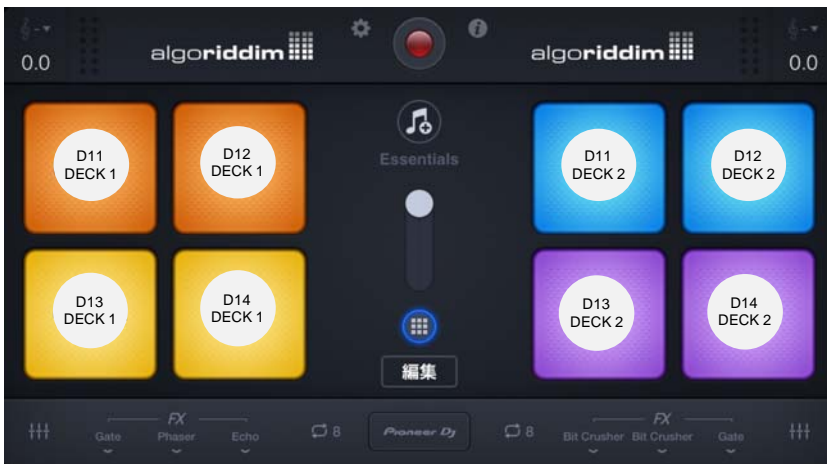 0.0
algoriddim
algoriddim
0.0
D11
DECK 1
D12
DECK 1
Essentials
D11
DECK 2
D12
DECK 2
D13
DECK 1
D14
DECK 1
D13
DECK 2
D14
DECK 2
編集
FX
Gate Phaser Echo
8
Pioneer Dj
8
FX
Bit Crusher Bit Crusher Gate